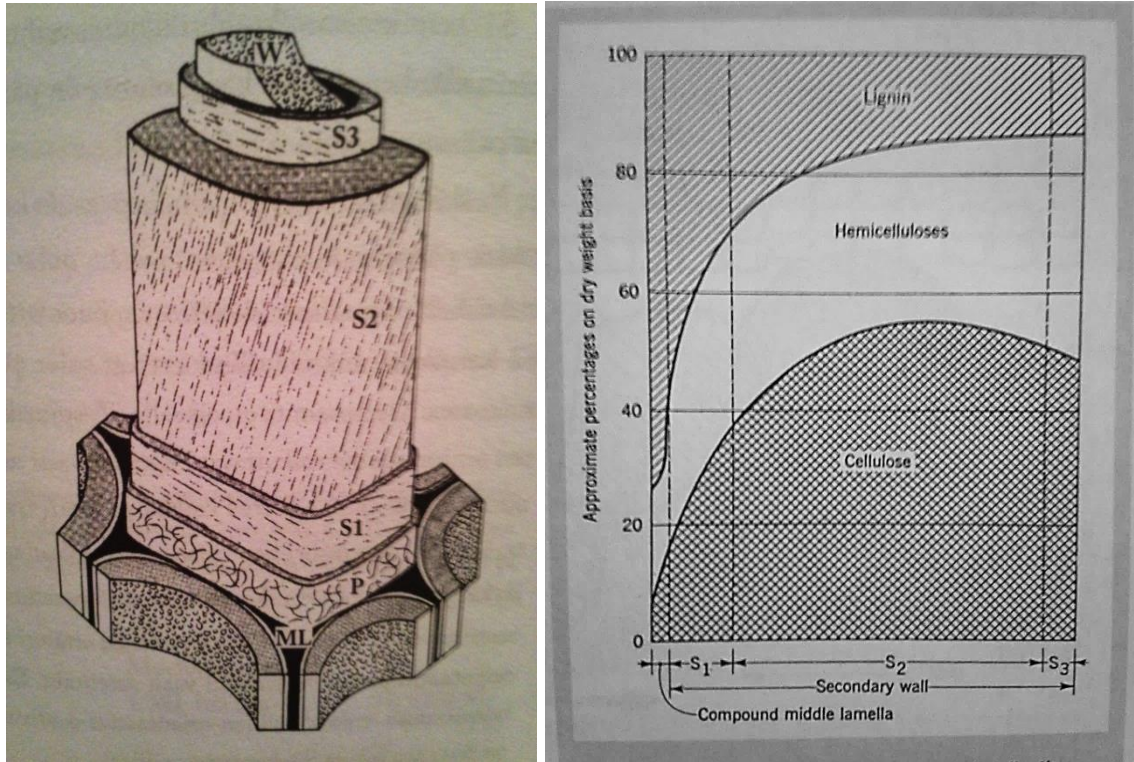 W
S3
S2
S1
P
ML
Approximate percentages on dry weight basis
100
80
60
40
20
0
Lignin
Hemicelluloses
Cellulose
S₁
S₂
S₃
Secondary wall
Compound middle lamella